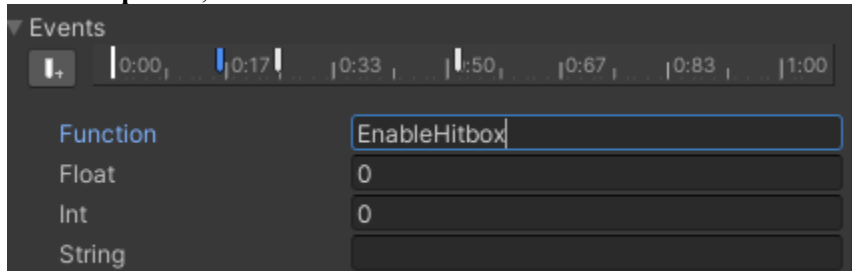 Events
0:00 0:17 0:33 :50 0:67 0:83 1:00
Function EnableHitbox
Float 0
Int 0
String